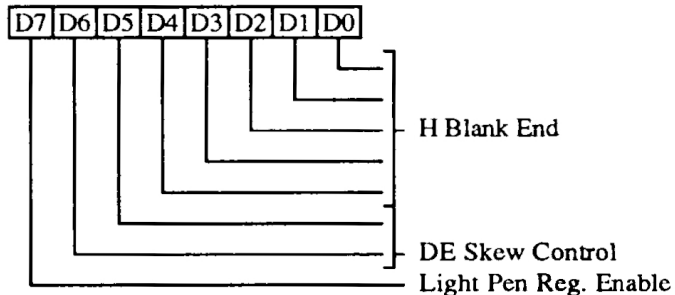 D7 D6 D5 D4 D3 D2 D1 D0
H Blank End
DE Skew Control
Light Pen Reg. Enable